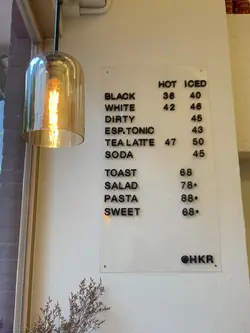 HOT ICED
BLACK 36 40
WHITE 42 46
DIRTY 45
ESP.TONIC 43
TEA LATTE 47 50
SODA 45
TOAST 68
SALAD 78+
PASTA 88+
SWEET 68+
@HKR